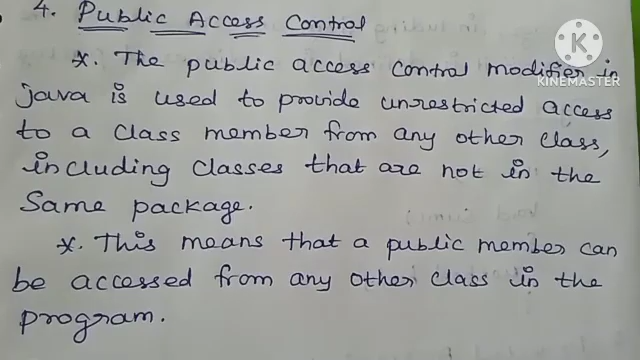 4. Public Access Control
*. The public access control modifier in
java is used to provide unrestricted access
to a class member from any other class,
including classes that are not in the
same package.
*. This means that a public member can
be accessed from any other class in the
program.
KINEMASTER